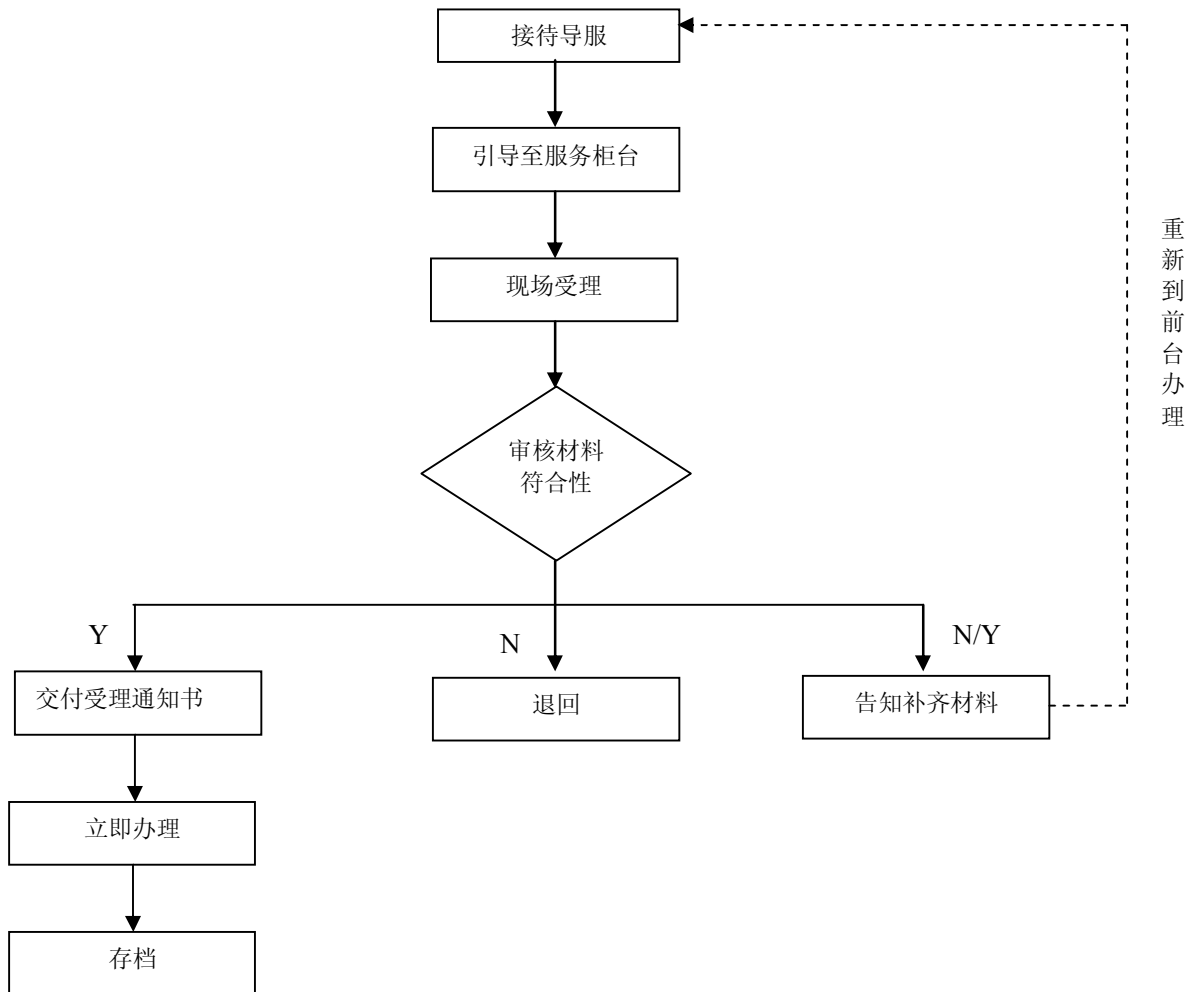 接待导服
引导至服务柜台
现场受理
重新到前台办理
审核材料
符合性
Y
N
N/Y
交付受理通知书
退回
告知补齐材料
立即办理
存档